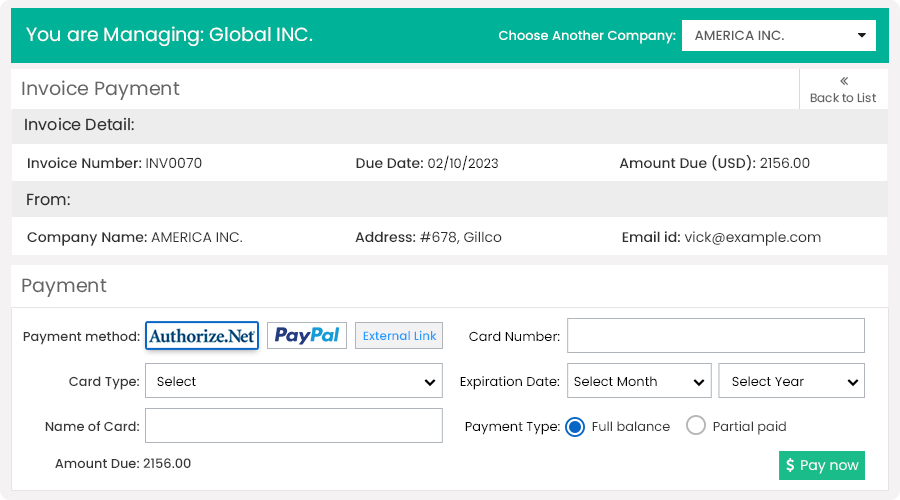 You are Managing: Global INC. Choose Another Company: AMERICA INC.
Invoice Payment
« Back to List
Invoice Detail:
Invoice Number: INV0070 Due Date: 02/10/2023 Amount Due (USD): 2156.00
From:
Company Name: AMERICA INC. Address: #678, Gillco Email id: vick@example.com
Payment
Payment method: Authorize.Net PayPal External Link Card Number:
Card Type: Select Expiration Date: Select Month Select Year
Name of Card: Payment Type: Full balance Partial paid
Amount Due: 2156.00 $ Pay now